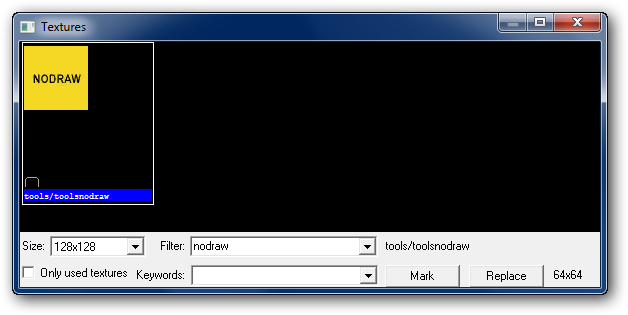 Textures
NODRAW
tools/toolsnodraw
Size: 128x128 Filter: nodraw tools/toolsnodraw
Only used textures Keywords: Mark Replace 64x64